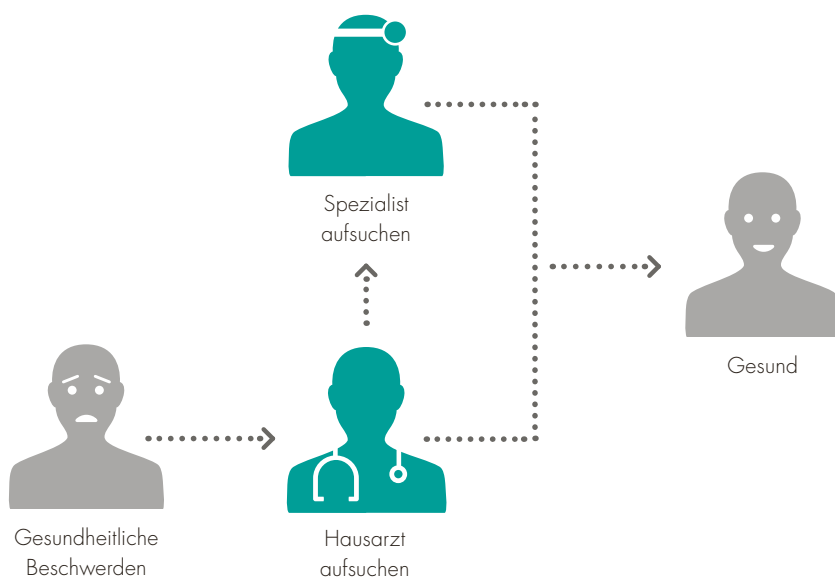 Spezialist
aufsuchen
Gesund
Gesundheitliche
Beschwerden
Hausarzt
aufsuchen